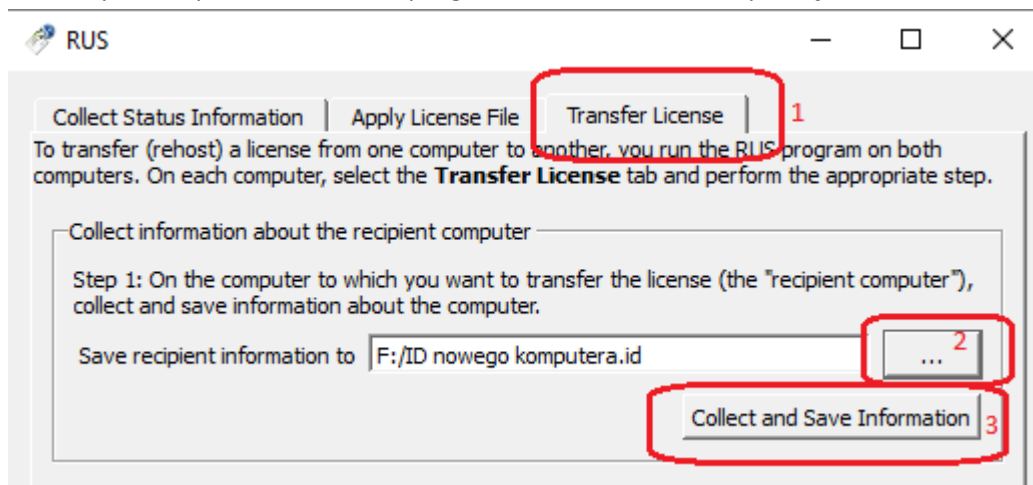 RUS
Collect Status Information Apply License File Transfer License 1
To transfer (rehost) a license from one computer to another, you run the RUS program on both
computers. On each computer, select the Transfer License tab and perform the appropriate step.
Collect information about the recipient computer
Step 1: On the computer to which you want to transfer the license (the "recipient computer"),
collect and save information about the computer.
Save recipient information to F:/ID nowego komputera.id ... 2
Collect and Save Information 3